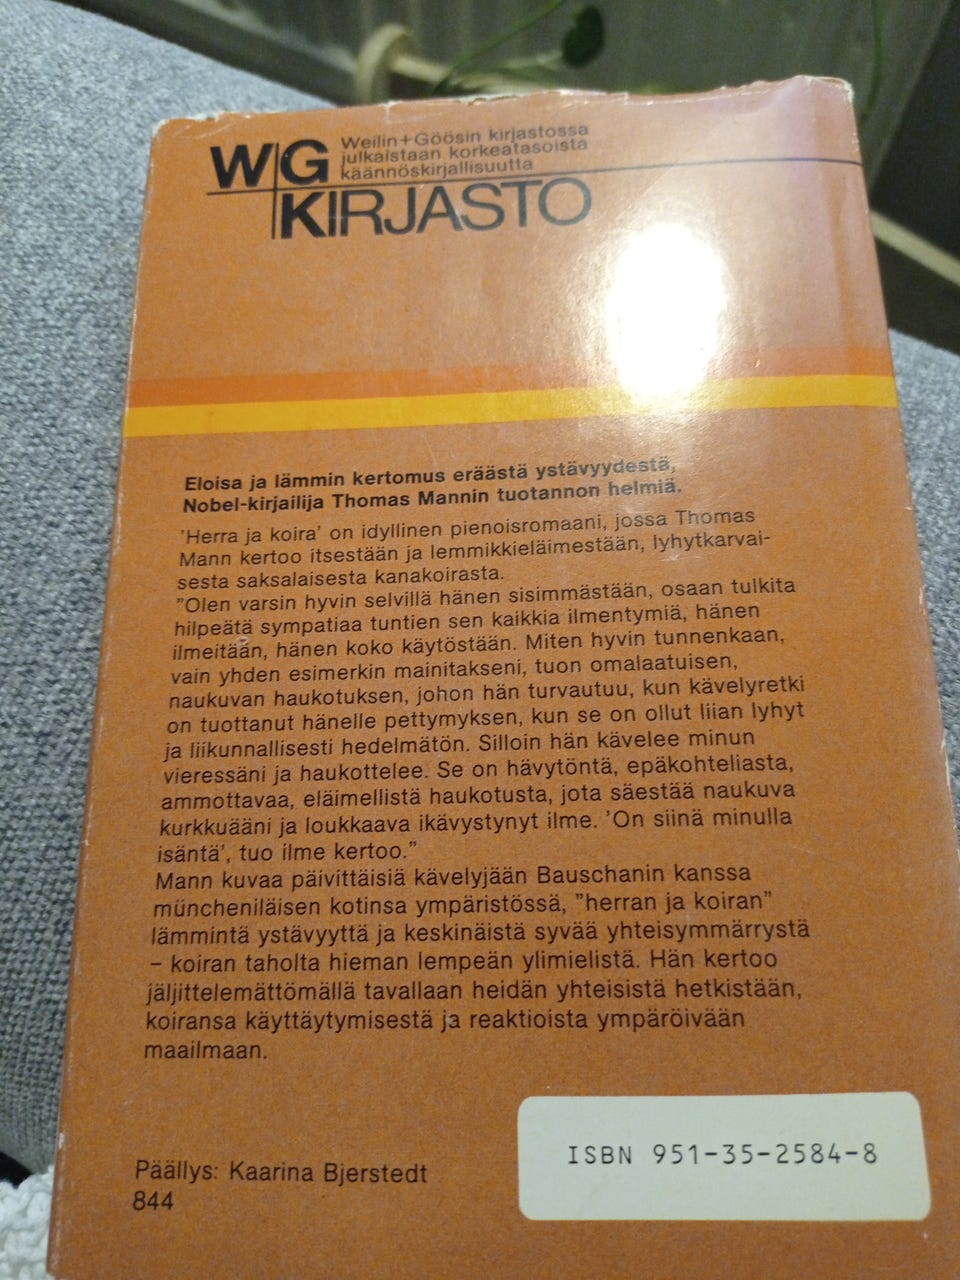 WG
Weilin+Göösin kirjastossa
julkaistaan korkeatasoista
käännöskirjallisuutta
KIRJASTO
Eloisa ja lämmin kertomus eräästä ystävyydestä,
Nobel-kirjailija Thomas Mannin tuotannon helmiä.
'Herra ja koira' on idyllinen pienoisromaani, jossa Thomas
Mann kertoo itsestään ja lemmikkieläimestään, lyhytkarvai-
sesta saksalaisesta kanakoirasta.
"Olen varsin hyvin selvillä hänen sisimmästään, osaan tulkita
hilpeätä sympatiaa tuntien sen kaikkia ilmentymiä, hänen
ilmeitään, hänen koko käytöstään. Miten hyvin tunnenkaan,
vain yhden esimerkin mainitakseni, tuon omalaatuisen,
naukuvan haukotuksen, johon hän turvautuu, kun kävelyretki
on tuottanut hänelle pettymyksen, kun se on ollut liian lyhyt
ja liikunnallisesti hedelmätön. Silloin hän kävelee minun
vieressäni ja haukottelee. Se on hävytöntä, epäkohteliasta,
ammottavaa, eläimellistä haukotusta, jota säestää naukuva
kurkkuääni ja loukkaava ikävystynyt ilme. 'On siinä minulla
isäntä', tuo ilme kertoo."
Mann kuvaa päivittäisiä kävelyjään Bauschanin kanssa
müncheniläisen kotinsa ympäristössä, "herran ja koiran"
lämmintä ystävyyttä ja keskinäistä syvää yhteisymmärrystä
– koiran taholta hieman lempeän ylimielistä. Hän kertoo
jäljittelemättömällä tavallaan heidän yhteisistä hetkistään,
koiransa käyttäytymisestä ja reaktioista ympäröivään
maailmaan.
Päällys: Kaarina Bjerstedt
844
ISBN 951-35-2584-8